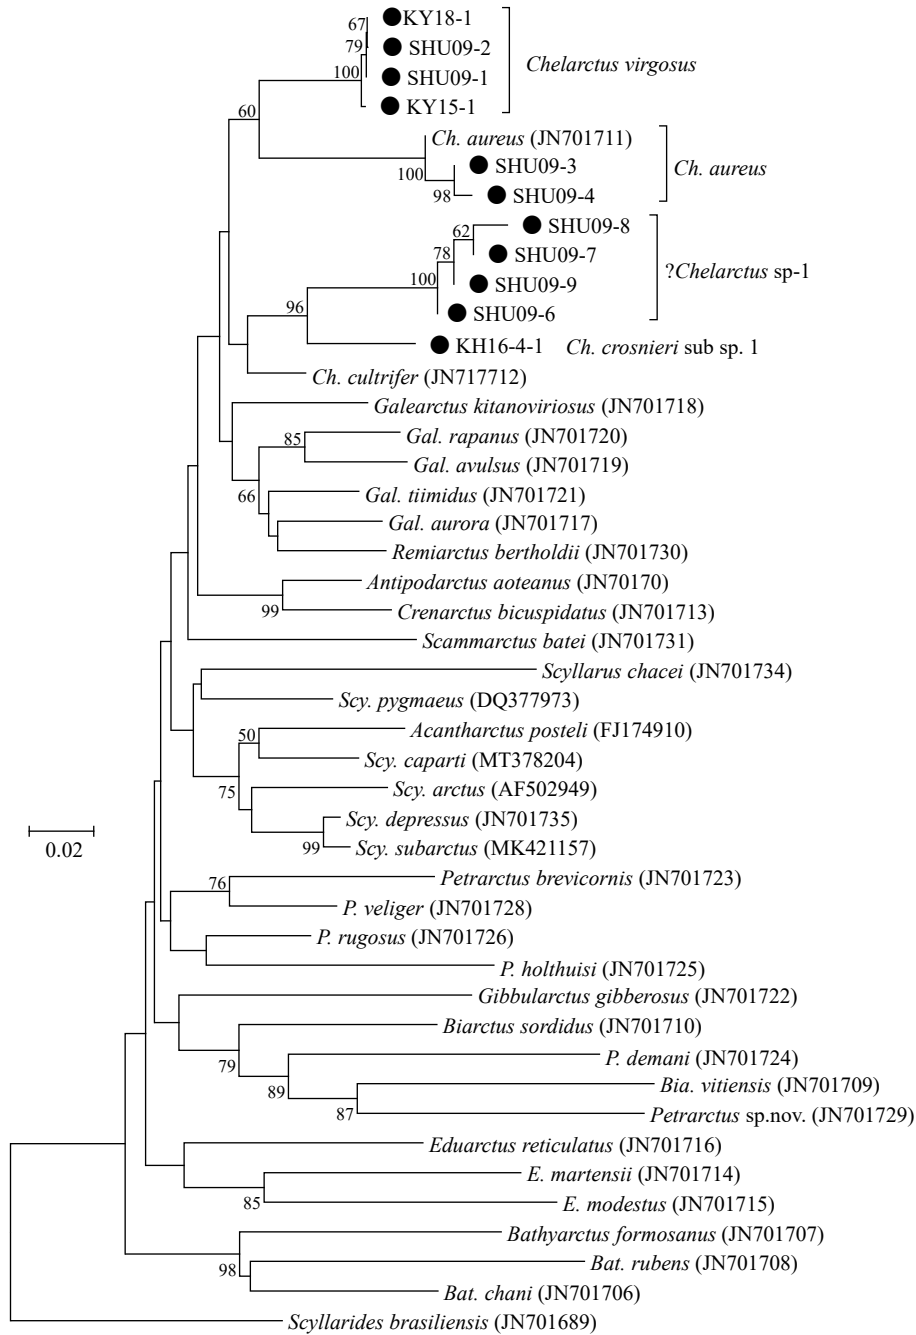 67
KY18-1
79
SHU09-2
Chelarctus virgosus
100
SHU09-1
KY15-1
60
Ch. aureus (JN701711)
SHU09-3
Ch. aureus
100
98
SHU09-4
SHU09-8
62
SHU09-7
78
?Chelarctus sp-1
100
SHU09-9
96
SHU09-6
KH16-4-1
Ch. crosnieri sub sp. 1
Ch. cultrifer (JN717712)
Galearctus kitanoviriosus (JN701718)
85
Gal. rapanus (JN701720)
Gal. avulsus (JN701719)
66
Gal. tiimidus (JN701721)
Gal. aurora (JN701717)
Remiarctus bertholdii (JN701730)
Antipodarctus aoteanus (JN70170)
99
Crenarctus bicuspidatus (JN701713)
Scammarctus batei (JN701731)
Scyllarus chacei (JN701734)
Scy. pygmaeus (DQ377973)
50
Acantharctus posteli (FJ174910)
Scy. caparti (MT378204)
75
Scy. arctus (AF502949)
Scy. depressus (JN701735)
0.02
99
Scy. subarctus (MK421157)
76
Petrarctus brevicornis (JN701723)
P. veliger (JN701728)
P. rugosus (JN701726)
P. holthuisi (JN701725)
Gibbularctus gibberosus (JN701722)
Biarctus sordidus (JN701710)
79
P. demani (JN701724)
89
Bia. vitiensis (JN701709)
87
Petrarctus sp.nov. (JN701729)
Eduarctus reticulatus (JN701716)
E. martensii (JN701714)
85
E. modestus (JN701715)
Bathyarctus formosanus (JN701707)
98
Bat. rubens (JN701708)
Bat. chani (JN701706)
Scyllarides brasiliensis (JN701689)